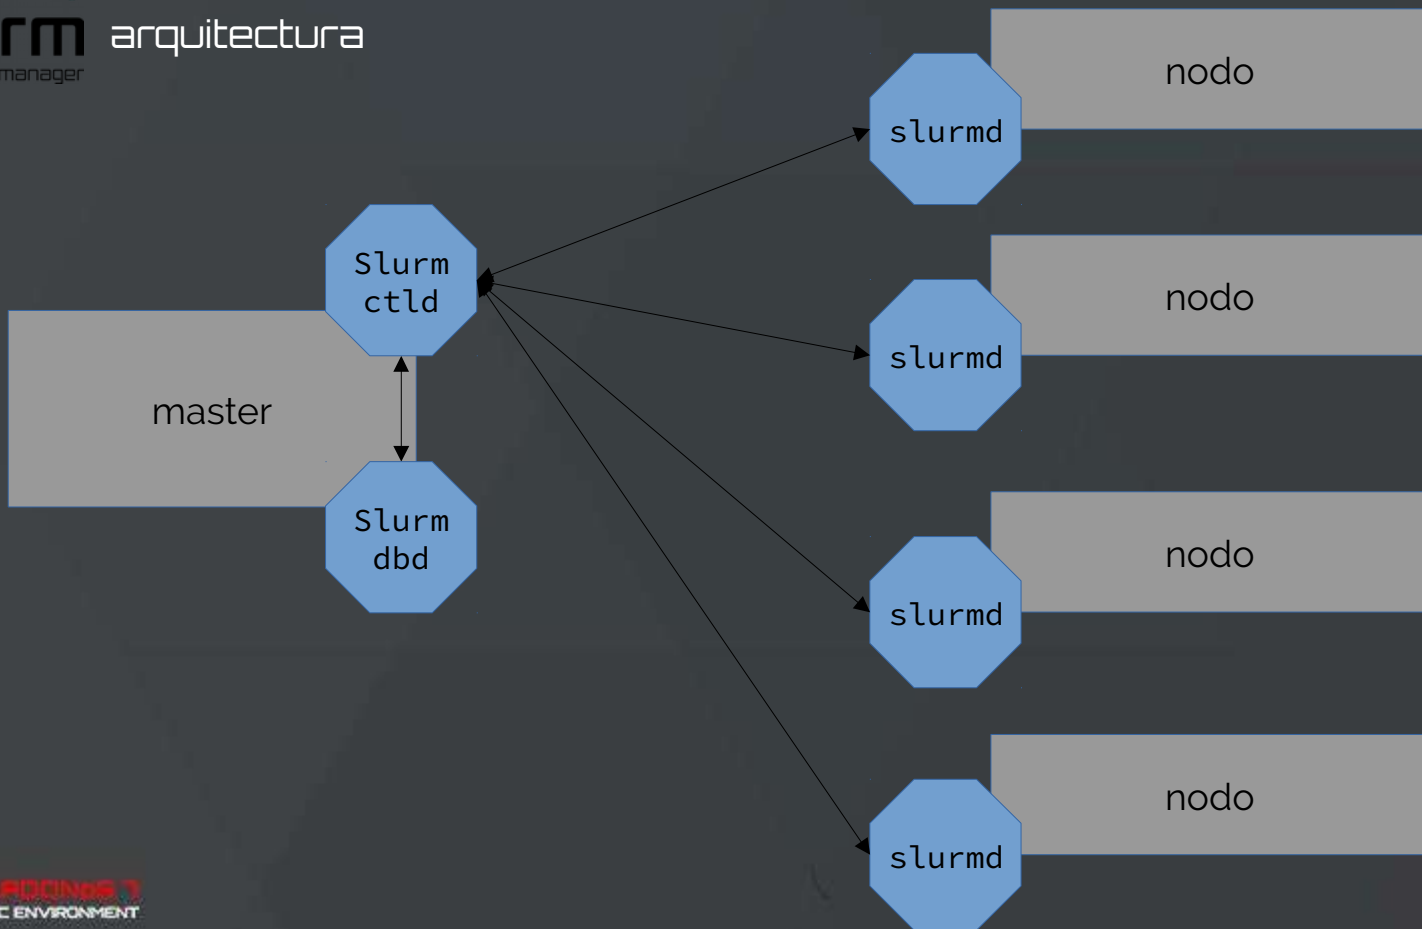 rm arquitectura
manager
nodo
slurmd
Slurm
ctld
nodo
slurmd
master
Slurm
dbd
nodo
slurmd
nodo
slurmd
C ENVIRONMENT